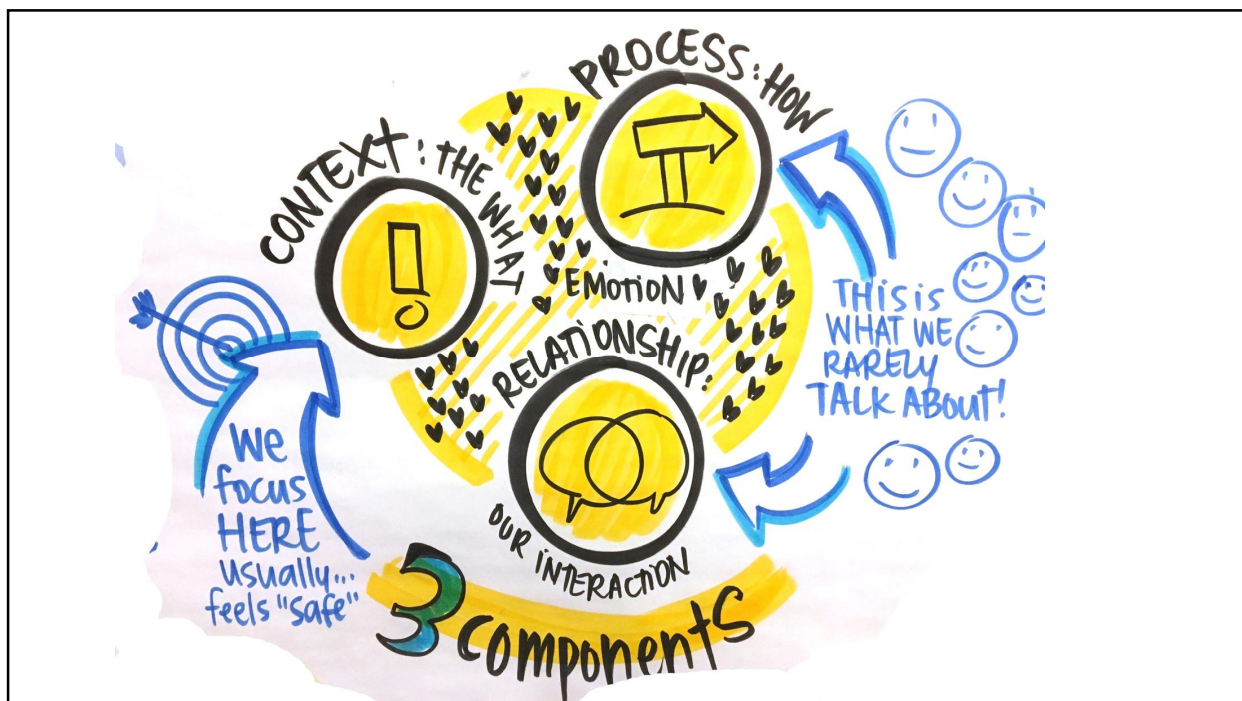 PROCESS: HOW
CONTEXT: THE WHAT
EMOTION
RELATIONSHIP:
OUR INTERACTION
THIS IS
WHAT WE
RARELY
TALK ABOUT!
We
focus
HERE
usually...
feels "safe"
3 components